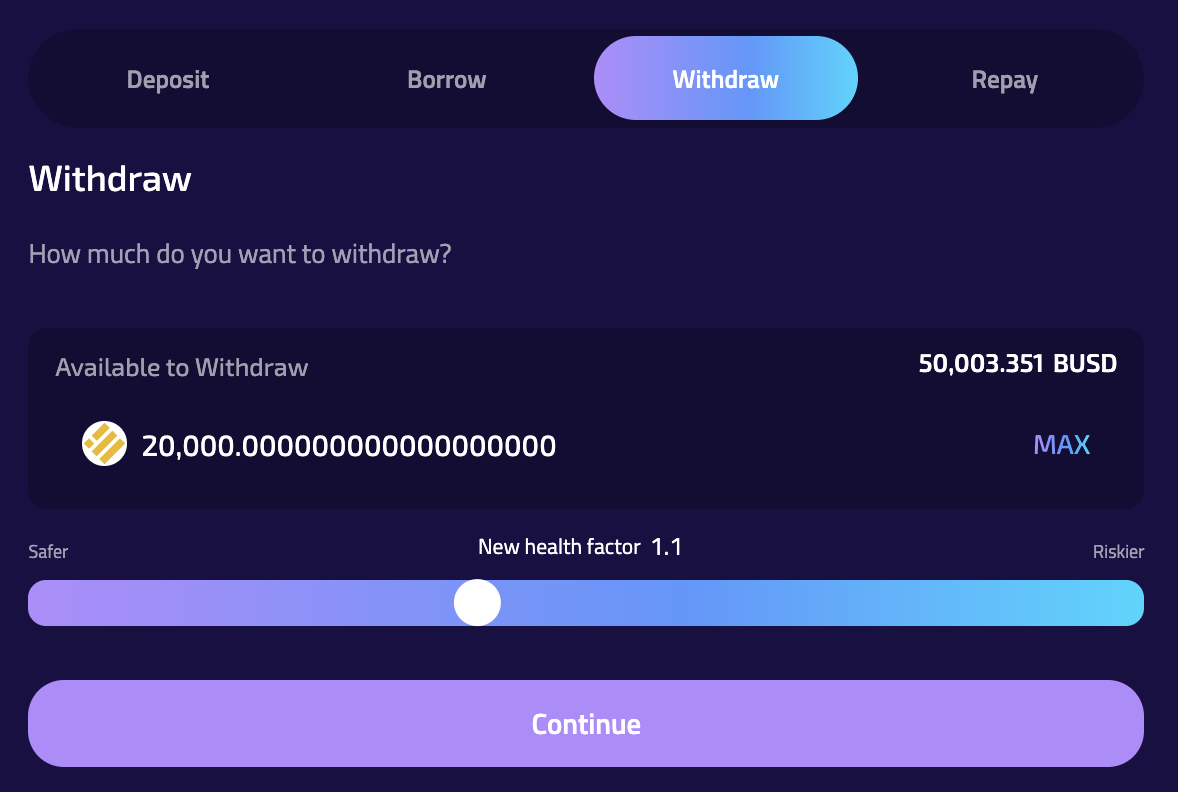 Deposit Borrow Withdraw Repay
Withdraw
How much do you want to withdraw?
Available to Withdraw 50,003.351 BUSD
20,000.000000000000000000 MAX
Safer New health factor 1.1 Riskier
Continue